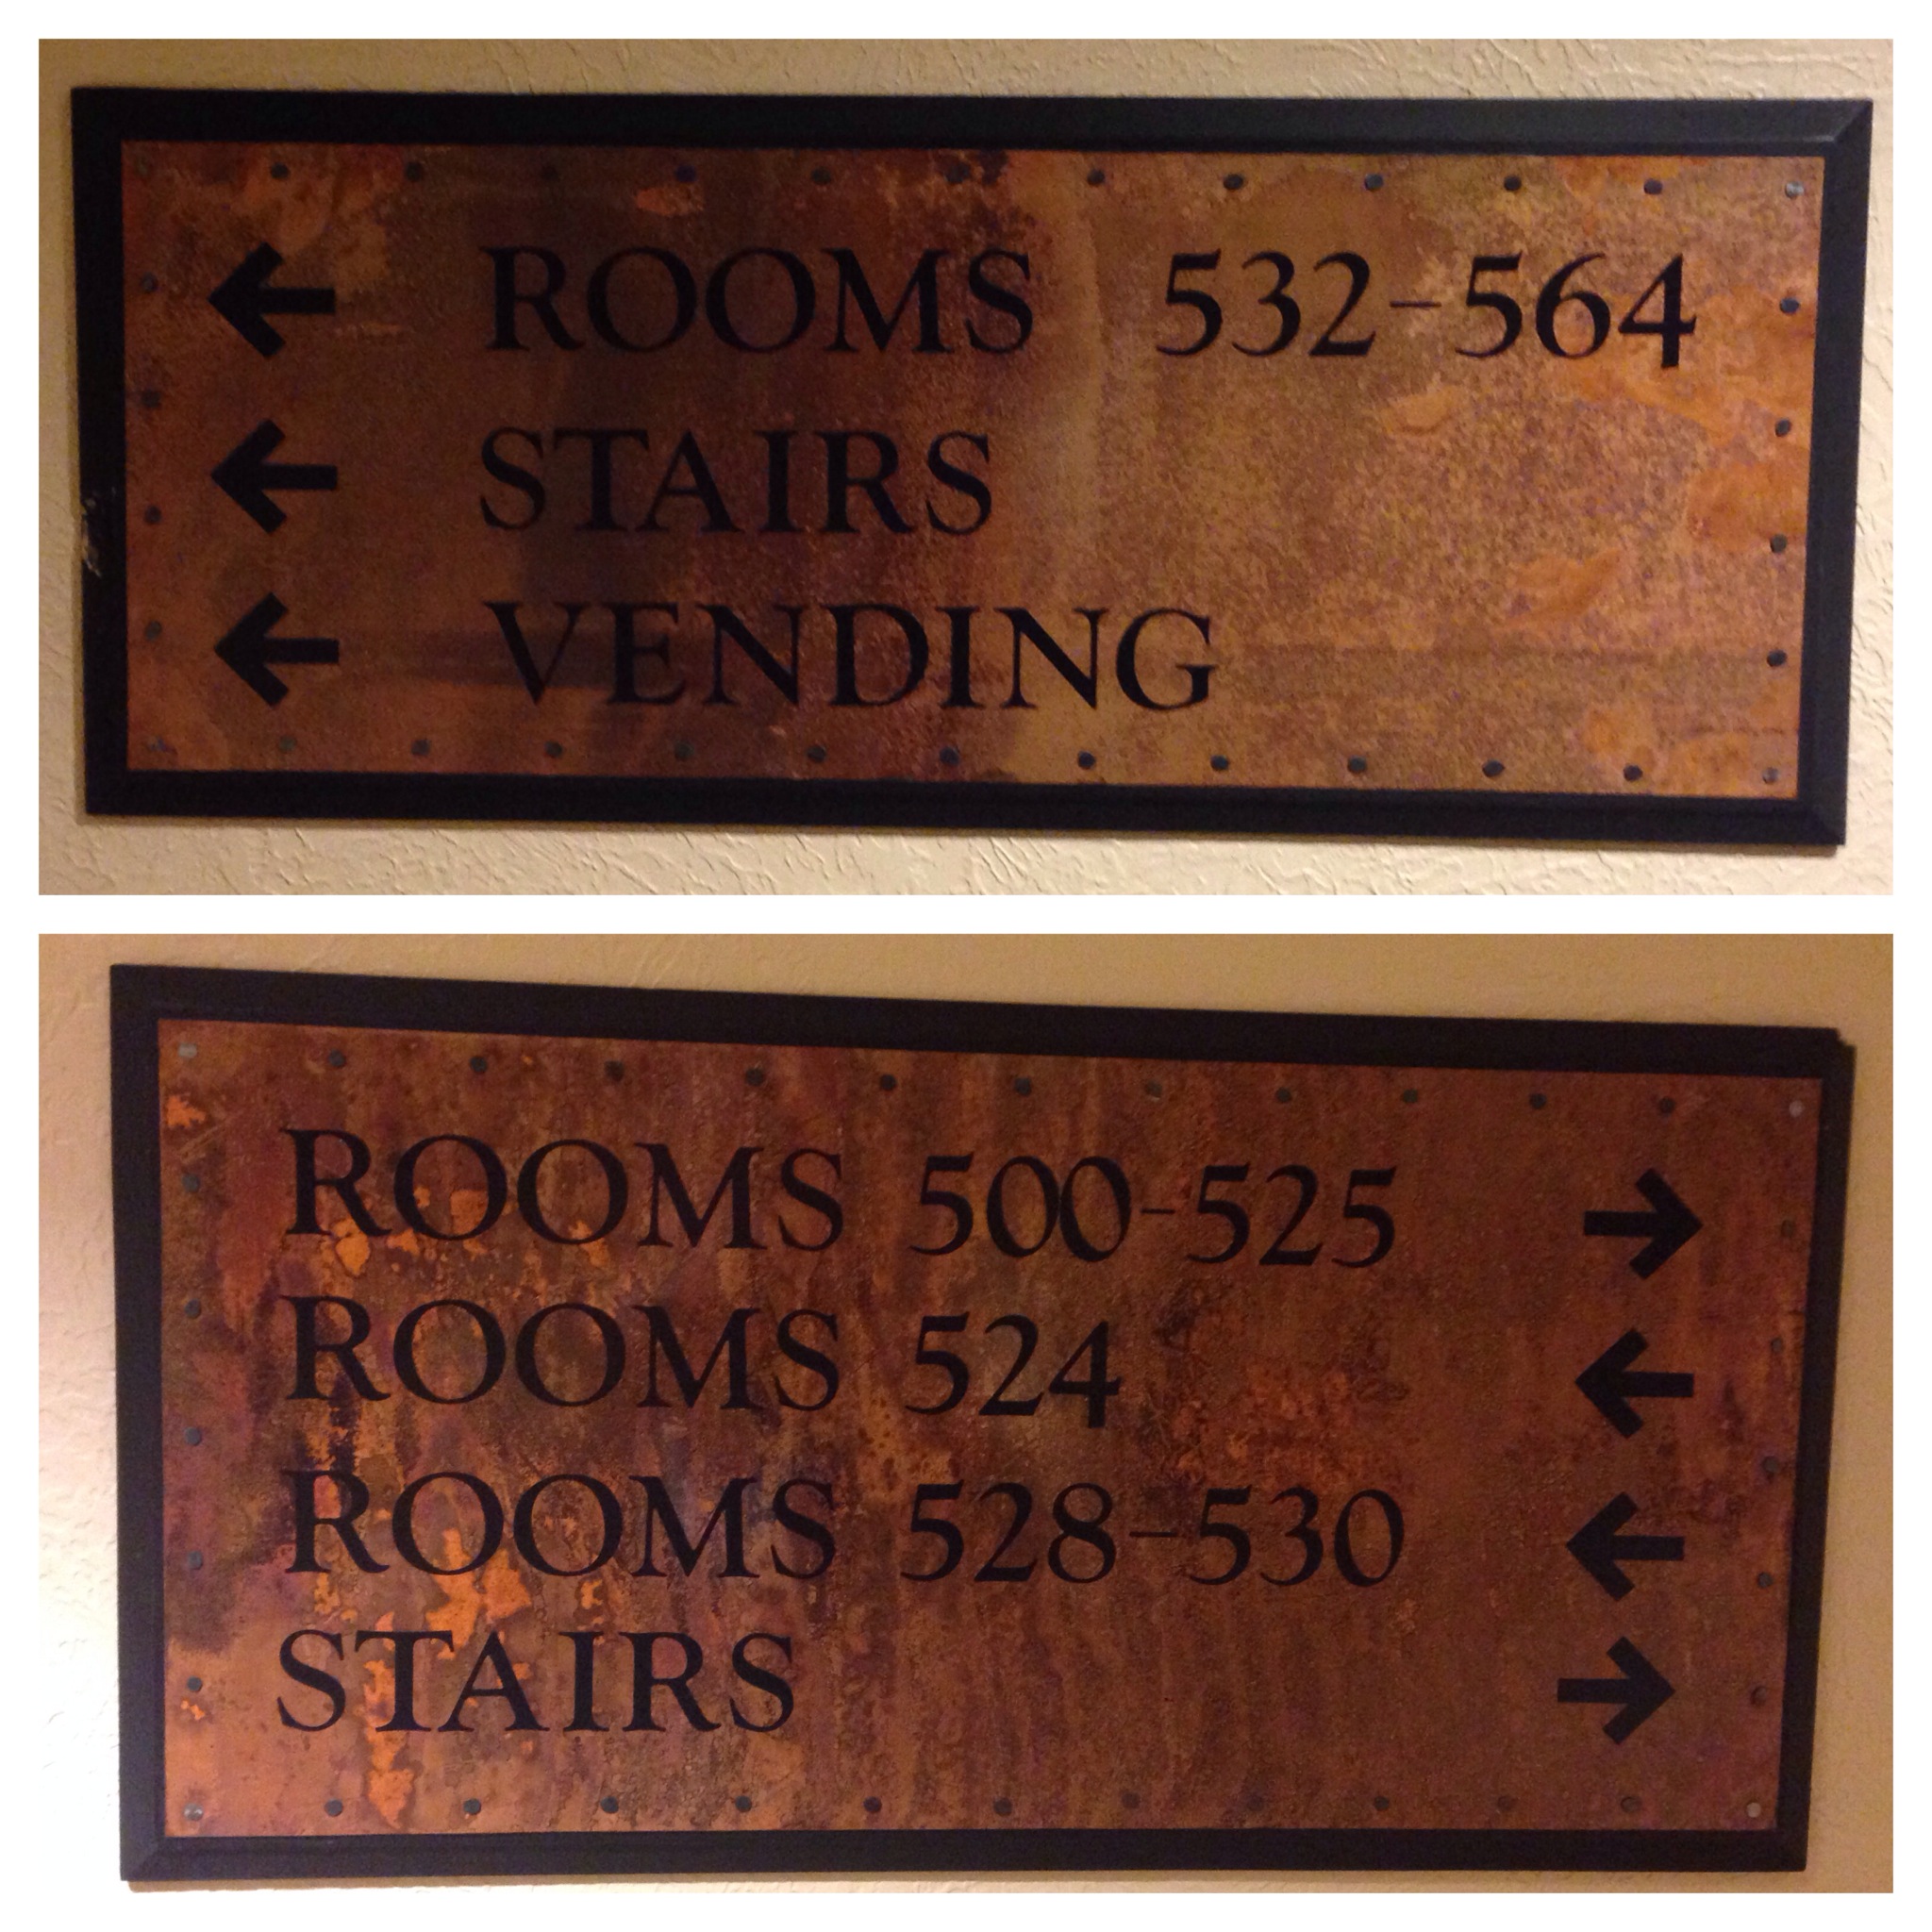 ← ROOMS 532-564
← STAIRS
← VENDING
ROOMS 500-525 →
ROOMS 524 ←
ROOMS 528-530 ←
STAIRS →